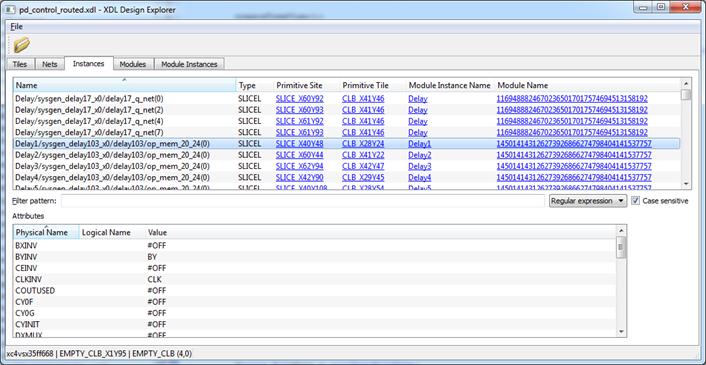 pd_control_routed.xdl - XDL Design Explorer
File
Tiles Nets Instances Modules Module Instances
Name Type Primitive Site Primitive Tile Module Instance Name Module Name
Delay/sysgen_delay17_x0/delay17_q_net(0) SLICEL SLICE_X60Y92 CLB_X41Y46 Delay 116948882467023650170175746945131581​92
Delay/sysgen_delay17_x0/delay17_q_net(2) SLICEL SLICE_X60Y93 CLB_X41Y46 Delay 11694888246702365017017574694513158192
Delay/sysgen_delay17_x0/delay17_q_net(4) SLICEL SLICE_X61Y92 CLB_X41Y46 Delay 11694888246702365017017574694513158192
Delay/sysgen_delay17_x0/delay17_q_net(7) SLICEL SLICE_X61Y93 CLB_X41Y46 Delay 11694888246702365017017574694513158192
Delay1/sysgen_delay103_x0/delay103/op_mem_20_24(0) SLICEL SLICE_X40Y48 CLB_X28Y24 Delay1 145014143126273926866274798404141537757
Delay2/sysgen_delay103_x0/delay103/op_mem_20_24(0) SLICEL SLICE_X60Y44 CLB_X41Y22 Delay2 145014143126273926866274798404141537757
Delay3/sysgen_delay103_x0/delay103/op_mem_20_24(0) SLICEL SLICE_X62Y94 CLB_X42Y47 Delay3 145014143126273926866274798404141537757
Delay4/sysgen_delay103_x0/delay103/op_mem_20_24(0) SLICEL SLICE_X42Y90 CLB_X29Y45 Delay4 145014143126273926866274798404141537757
Delay5/sysgen_delay103_x0/delay103/op_mem_20_24(0) SLICEL SLICE_X40Y108 CLB_X28Y54 Delay5 145014143126273926866274798404141537757
Filter pattern: Regular expression Case sensitive
Attributes
Physical Name Logical Name Value
BXINV #OFF
BYINV BY
CEINV #OFF
CLKINV CLK
COUTUSED #OFF
CY0F #OFF
CY0G #OFF
CYINIT #OFF
DXMUX #OFF
xc4vsx35ff668 | EMPTY_CLB_X1Y95 | EMPTY_CLB (4,0)